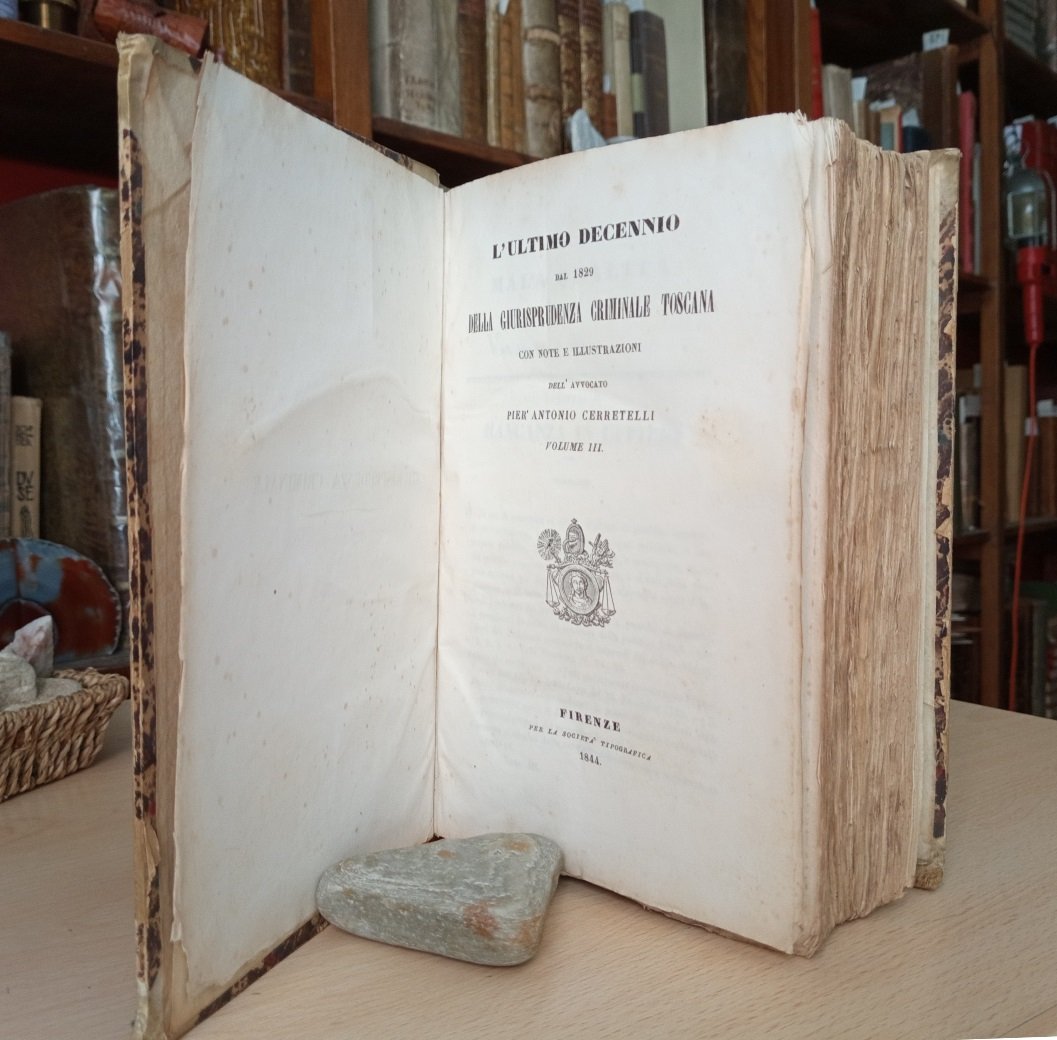 L'ULTIMO DECENNIO
DAL 1829
DELLA GIURISPRUDENZA CRIMINALE TOSCANA
CON NOTE E ILLUSTRAZIONI
DELL' AVVOCATO
PIER' ANTONIO CERRETELLI
VOLUME III.
FIRENZE
PER LA SOCIETA' TIPOGRAFICA
1844.